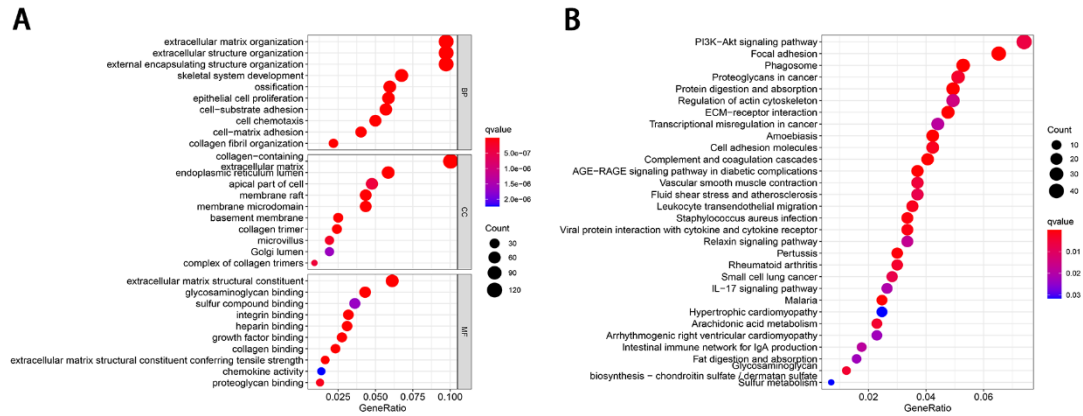 A
extracellular matrix organization
extracellular structure organization
external encapsulating structure organization
skeletal system development
ossification
epithelial cell proliferation
cell−substrate adhesion
cell chemotaxis
cell−matrix adhesion
collagen fibril organization
BP
collagen−containing
extracellular matrix
endoplasmic reticulum lumen
apical part of cell
membrane raft
membrane microdomain
basement membrane
collagen trimer
microvillus
Golgi lumen
complex of collagen trimers
CC
extracellular matrix structural constituent
glycosaminoglycan binding
sulfur compound binding
integrin binding
heparin binding
growth factor binding
collagen binding
extracellular matrix structural constituent conferring tensile strength
chemokine activity
proteoglycan binding
MF
0.025 0.050 0.075 0.100
GeneRatio
qvalue
5.0e−07
1.0e−06
1.5e−06
2.0e−06
Count
30
60
90
120
B
PI3K−Akt signaling pathway
Focal adhesion
Phagosome
Proteoglycans in cancer
Protein digestion and absorption
Regulation of actin cytoskeleton
ECM−receptor interaction
Transcriptional misregulation in cancer
Amoebiasis
Cell adhesion molecules
Complement and coagulation cascades
AGE−RAGE signaling pathway in diabetic complications
Vascular smooth muscle contraction
Fluid shear stress and atherosclerosis
Leukocyte transendothelial migration
Staphylococcus aureus infection
Viral protein interaction with cytokine and cytokine receptor
Relaxin signaling pathway
Pertussis
Rheumatoid arthritis
Small cell lung cancer
IL−17 signaling pathway
Malaria
Hypertrophic cardiomyopathy
Arachidonic acid metabolism
Arrhythmogenic right ventricular cardiomyopathy
Intestinal immune network for IgA production
Fat digestion and absorption
Glycosaminoglycan
biosynthesis − chondroitin sulfate / dermatan sulfate
Sulfur metabolism
0.02 0.04 0.06
GeneRatio
Count
10
20
30
40
qvalue
0.01
0.02
0.03